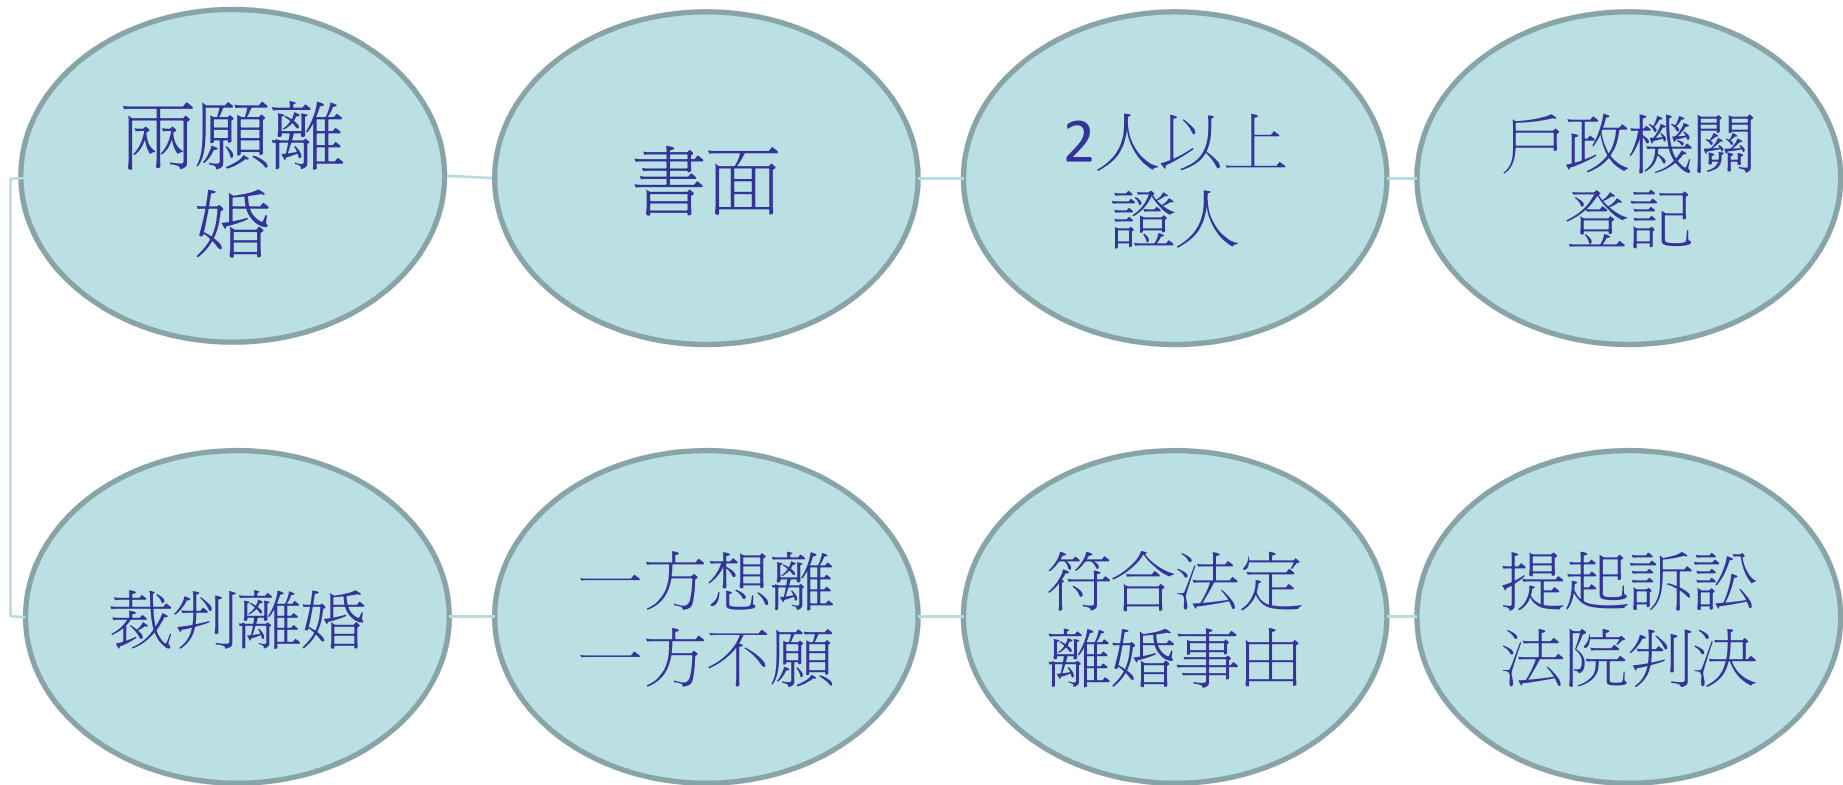 兩願離
婚
書面
2人以上
證人
戶政機關
登記
裁判離婚
一方想離
一方不願
符合法定
離婚事由
提起訴訟
法院判決